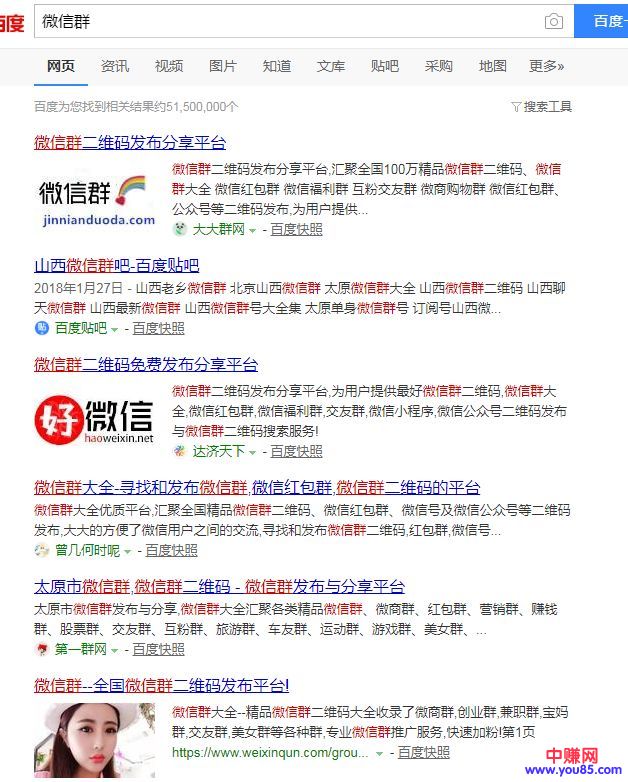 百度
微信群
百度一
网页 资讯 视频 图片 知道 文库 贴吧 采购 地图 更多»
百度为您找到相关结果约51,500,000个
搜索工具
微信群二维码发布分享平台
微信群
jinnianduoda.com
微信群二维码发布分享平台,汇聚全国100万精品微信群二维码、微信
群大全 微信红包群 微信福利群 互粉交友群 微商购物群 微信红包群、
公众号等二维码发布,为用户提供...
大大群网 - 百度快照
山西微信群吧-百度贴吧
2018年1月27日 - 山西老乡微信群 北京山西微信群 太原微信群大全 山西微信群二维码 山西聊
天微信群 山西最新微信群 山西微信群号大全集 太原单身微信群号 订阅号山西微...
贴 百度贴吧 - 百度快照
微信群二维码免费发布分享平台
好微信
haoweixin.net
微信群二维码发布分享平台,为用户提供最好微信群二维码,微信群大
全,微信红包群,微信福利群,交友群,微信小程序,微信公众号二维码发布
与微信群二维码搜索服务!
达济天下 - 百度快照
微信群大全-寻找和发布微信群,微信红包群,微信群二维码的平台
微信群大全优质平台,汇聚全国精品微信群二维码、微信红包群、微信号及微信公众号等二维码
发布,大大的方便了微信用户之间的交流,寻找和发布微信群二维码,红包群,微信号...
曾几何时呢 - 百度快照
太原市微信群,微信群二维码 - 微信群发布与分享平台
太原市微信群发布与分享,微信群大全汇聚各类精品微信群、微商群、红包群、营销群、赚钱
群、股票群、交友群、互粉群、旅游群、车友群、运动群、游戏群、美女群、...
第一群网 - 百度快照
微信群--全国微信群二维码发布平台!
微信群大全--精品微信群二维码大全收录了微商群,创业群,兼职群,宝妈
群,交友群,美女群等各种群,专业微信群推广服务,快速加粉!第1页
https://www.weixinqun.com/grou... - 百度快照
中赚网
www.you85.com